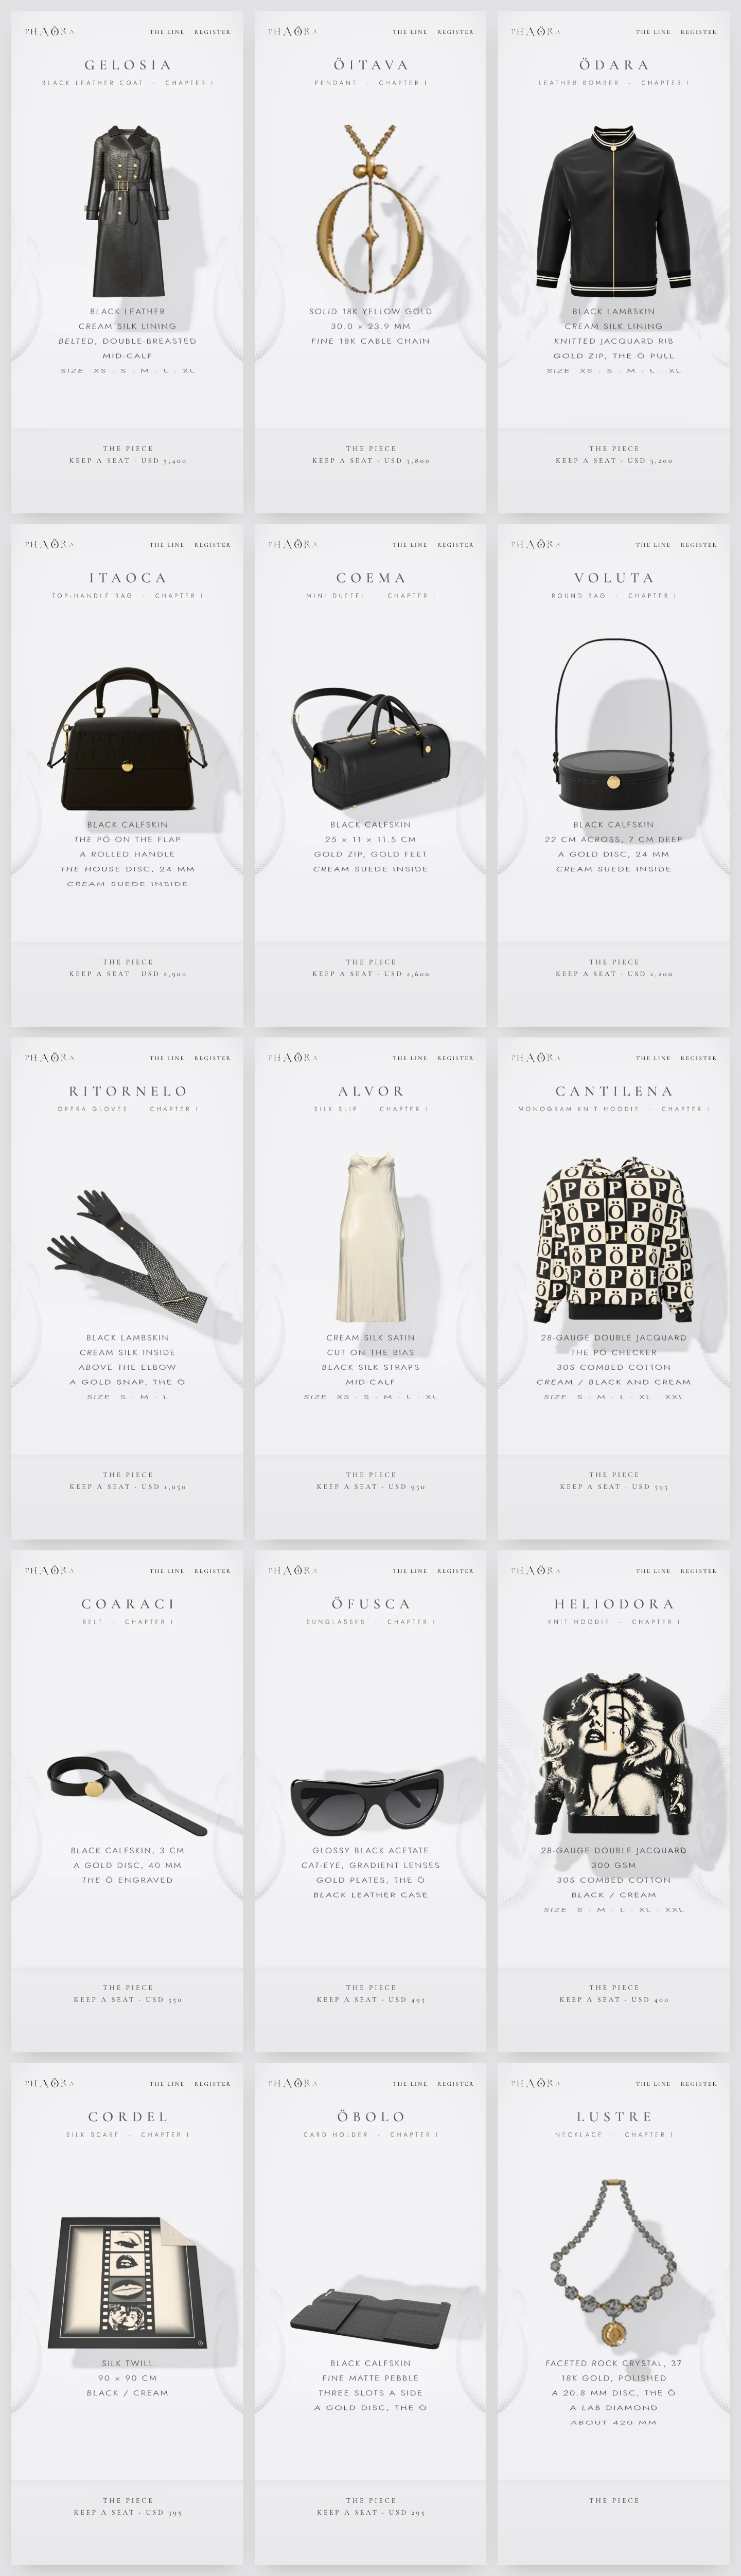 PHAÖRA THE LINE REGISTER
GELOSIA
BLACK LEATHER COAT · CHAPTER I
BLACK LEATHER
CREAM SILK LINING
BELTED, DOUBLE-BREASTED
MID-CALF
SIZE XS · S · M · L · XL
THE PIECE
KEEP A SEAT · USD 5,400
PHAÖRA THE LINE REGISTER
ÖITAVA
PENDANT · CHAPTER I
SOLID 18K YELLOW GOLD
30.0 × 23.9 MM
FINE 18K CABLE CHAIN
THE PIECE
KEEP A SEAT · USD 3,800
PHAÖRA THE LINE REGISTER
ÖDARA
LEATHER BOMBER · CHAPTER I
BLACK LAMBSKIN
CREAM SILK LINING
KNITTED JACQUARD RIB
GOLD ZIP, THE Ö PULL
SIZE XS · S · M · L · XL
THE PIECE
KEEP A SEAT · USD 3,200
PHAÖRA THE LINE REGISTER
ITAOCA
TOP-HANDLE BAG · CHAPTER I
BLACK CALFSKIN
THE PÖ ON THE FLAP
A ROLLED HANDLE
THE HOUSE DISC, 24 MM
CREAM SUEDE INSIDE
THE PIECE
KEEP A SEAT · USD 2,900
PHAÖRA THE LINE REGISTER
COEMA
MINI DUFFEL · CHAPTER I
BLACK CALFSKIN
25 × 11 × 11.5 CM
GOLD ZIP, GOLD FEET
CREAM SUEDE INSIDE
THE PIECE
KEEP A SEAT · USD 2,600
PHAÖRA THE LINE REGISTER
VOLUTA
ROUND BAG · CHAPTER I
BLACK CALFSKIN
22 CM ACROSS, 7 CM DEEP
A GOLD DISC, 24 MM
CREAM SUEDE INSIDE
THE PIECE
KEEP A SEAT · USD 2,200
PHAÖRA THE LINE REGISTER
RITORNELO
OPERA GLOVES · CHAPTER I
BLACK LAMBSKIN
CREAM SILK INSIDE
ABOVE THE ELBOW
A GOLD SNAP, THE Ö
SIZE S · M · L
THE PIECE
KEEP A SEAT · USD 1,050
PHAÖRA THE LINE REGISTER
ALVOR
SILK SLIP · CHAPTER I
CREAM SILK SATIN
CUT ON THE BIAS
BLACK SILK STRAPS
MID-CALF
SIZE XS · S · M · L · XL
THE PIECE
KEEP A SEAT · USD 950
PHAÖRA THE LINE REGISTER
CANTILENA
MONOGRAM KNIT HOODIE · CHAPTER I
28-GAUGE DOUBLE JACQUARD
THE PÖ CHECKER
30S COMBED COTTON
CREAM / BLACK AND CREAM
SIZE S · M · L · XL · XXL
THE PIECE
KEEP A SEAT · USD 595
PHAÖRA THE LINE REGISTER
COARACI
BELT · CHAPTER I
BLACK CALFSKIN, 3 CM
A GOLD DISC, 40 MM
THE Ö ENGRAVED
THE PIECE
KEEP A SEAT · USD 550
PHAÖRA THE LINE REGISTER
ÖFUSCA
SUNGLASSES · CHAPTER I
GLOSSY BLACK ACETATE
CAT-EYE, GRADIENT LENSES
GOLD PLATES, THE Ö
BLACK LEATHER CASE
THE PIECE
KEEP A SEAT · USD 495
PHAÖRA THE LINE REGISTER
HELIODORA
KNIT HOODIE · CHAPTER I
28-GAUGE DOUBLE JACQUARD
300 GSM
30S COMBED COTTON
BLACK / CREAM
SIZE S · M · L · XL · XXL
THE PIECE
KEEP A SEAT · USD 400
PHAÖRA THE LINE REGISTER
CORDEL
SILK SCARF · CHAPTER I
SILK TWILL
90 × 90 CM
BLACK / CREAM
THE PIECE
KEEP A SEAT · USD 395
PHAÖRA THE LINE REGISTER
ÖBOLO
CARD HOLDER · CHAPTER I
BLACK CALFSKIN
FINE MATTE PEBBLE
THREE SLOTS A SIDE
A GOLD DISC, THE Ö
THE PIECE
KEEP A SEAT · USD 295
PHAÖRA THE LINE REGISTER
LUSTRE
NECKLACE · CHAPTER I
FACETED ROCK CRYSTAL, 37
18K GOLD, POLISHED
A 20.8 MM DISC, THE Ö
A LAB DIAMOND
ABOUT 420 MM
THE PIECE